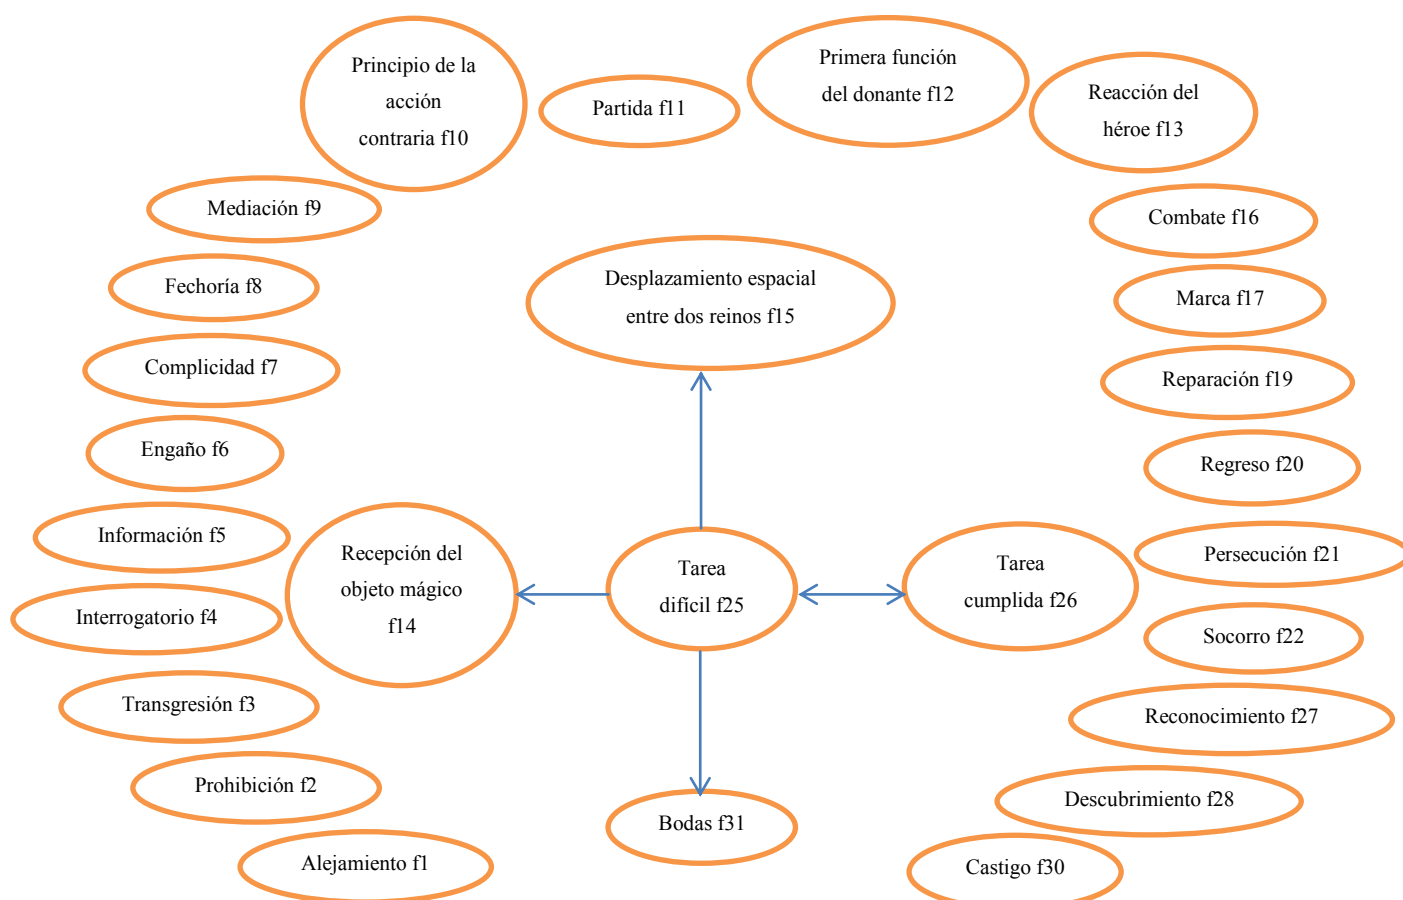 Principio de la
acción
contraria f10
Partida f11
Primera función
del donante f12
Reacción del
héroe f13
Mediación f9
Combate f16
Fechoría f8
Desplazamiento espacial
entre dos reinos f15
Marca f17
Complicidad f7
Reparación f19
Engaño f6
Regreso f20
Información f5
Recepción del
objeto mágico
f14
Tarea
difícil f25
Tarea
cumplida f26
Persecución f21
Interrogatorio f4
Socorro f22
Transgresión f3
Reconocimiento f27
Prohibición f2
Bodas f31
Descubrimiento f28
Alejamiento f1
Castigo f30